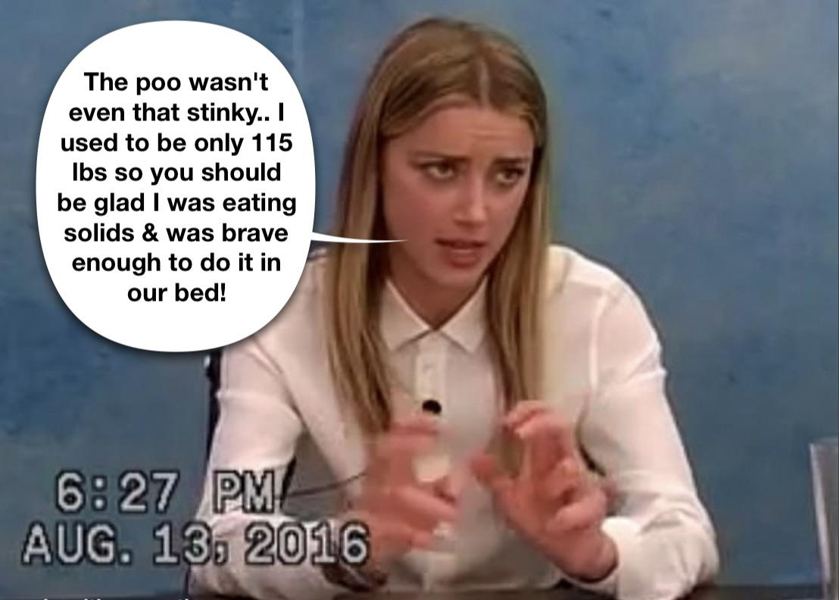 The poo wasn't
even that stinky.. I
used to be only 115
lbs so you should
be glad I was eating
solids & was brave
enough to do it in
our bed!
6:27 PM
AUG. 13, 2016